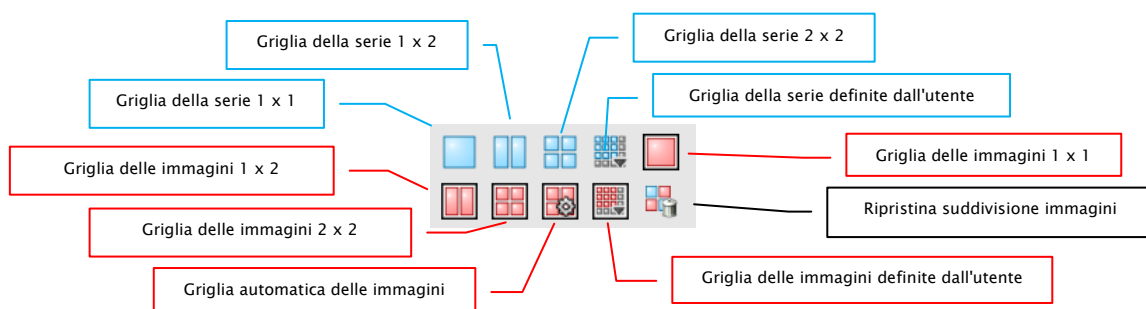 Griglia della serie 1 x 2
Griglia della serie 2 x 2
Griglia della serie 1 x 1
Griglia della serie definite dall'utente
Griglia delle immagini 1 x 2
Griglia delle immagini 1 x 1
Griglia delle immagini 2 x 2
Ripristina suddivisione immagini
Griglia automatica delle immagini
Griglia delle immagini definite dall'utente